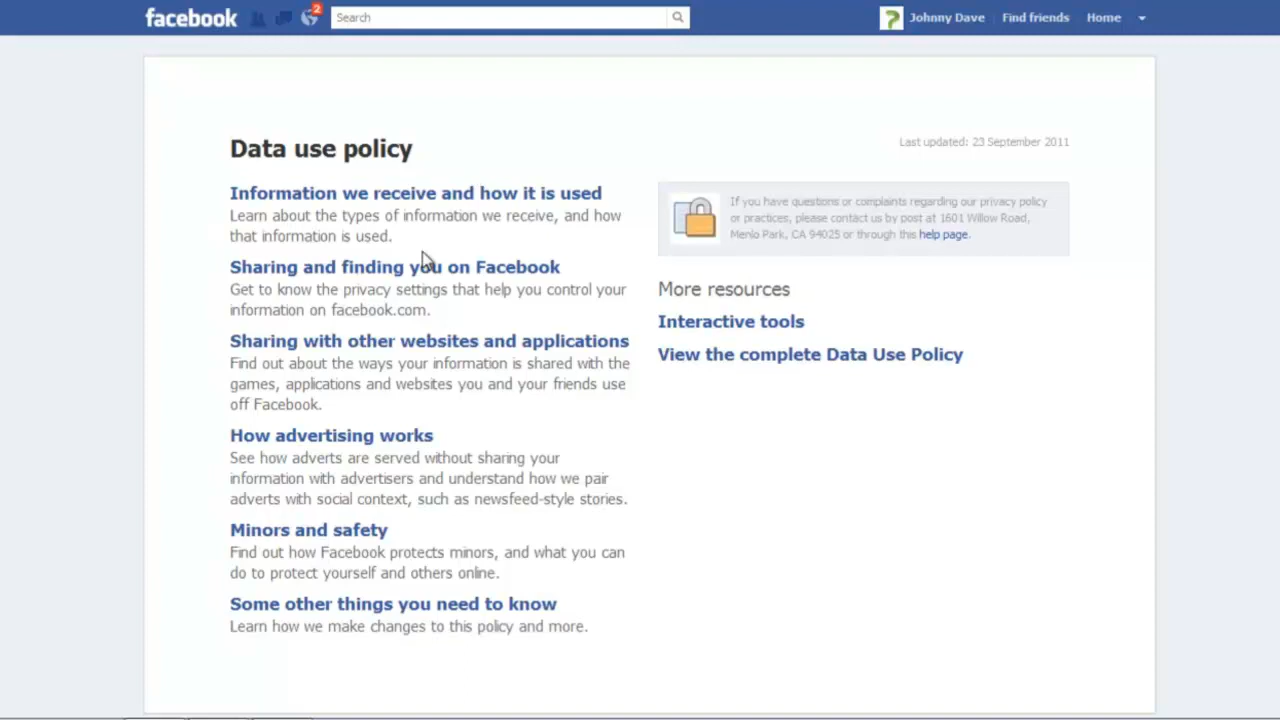 facebook 2 Search Johnny Dave Find friends Home
Data use policy
Last updated: 23 September 2011
Information we receive and how it is used
Learn about the types of information we receive, and how
that information is used.
Sharing and finding you on Facebook
Get to know the privacy settings that help you control your
information on facebook.com.
Sharing with other websites and applications
Find out about the ways your information is shared with the
games, applications and websites you and your friends use
off Facebook.
How advertising works
See how adverts are served without sharing your
information with advertisers and understand how we pair
adverts with social context, such as newsfeed-style stories.
Minors and safety
Find out how Facebook protects minors, and what you can
do to protect yourself and others online.
Some other things you need to know
Learn how we make changes to this policy and more.
If you have questions or complaints regarding our privacy policy
or practices, please contact us by post at 1601 Willow Road,
Menlo Park, CA 94025 or through this help page.
More resources
Interactive tools
View the complete Data Use Policy